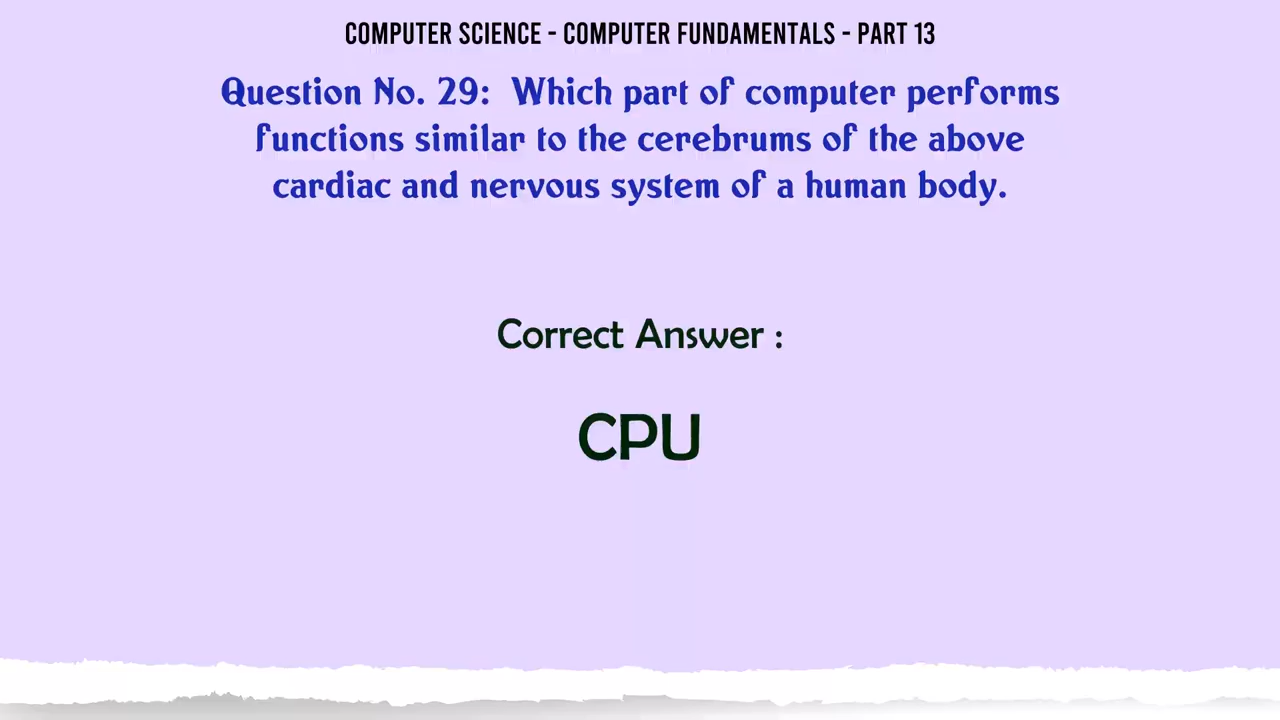 COMPUTER SCIENCE - COMPUTER FUNDAMENTALS - PART 13
Question No. 29: Which part of computer performs
functions similar to the cerebrums of the above
cardiac and nervous system of a human body.
Correct Answer :
CPU